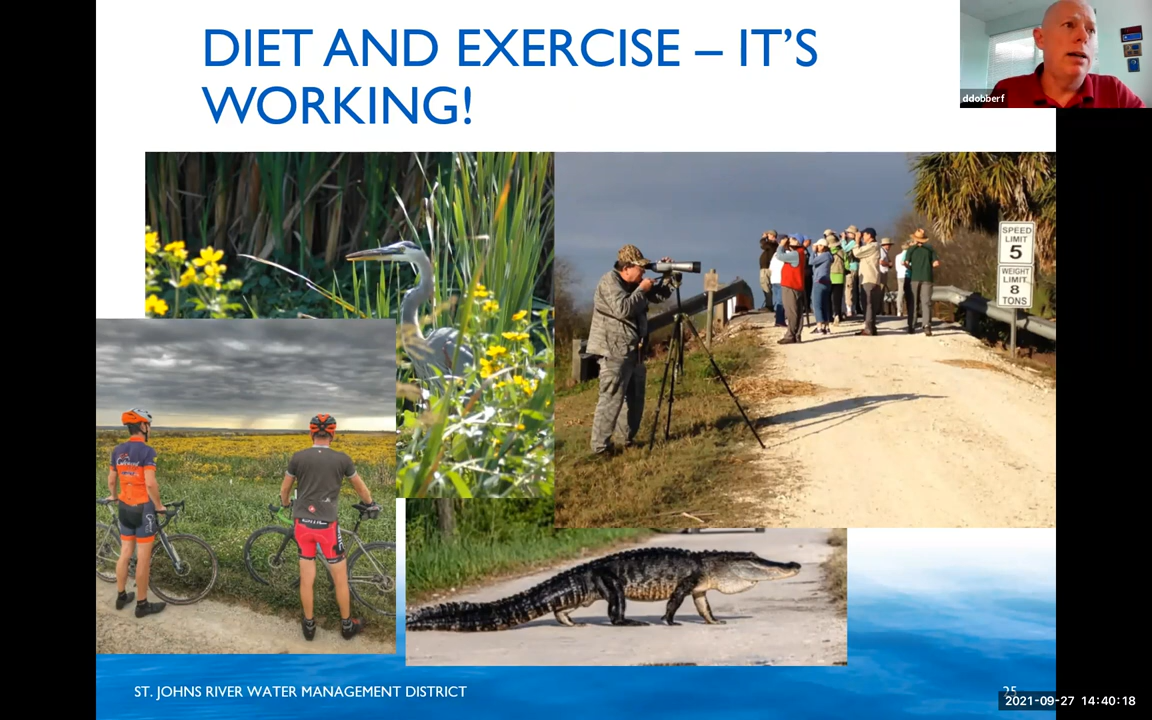 DIET AND EXERCISE – IT’S
WORKING!
ddobberf
SPEED
LIMIT
5
WEIGHT
LIMIT
8
TONS
ST. JOHNS RIVER WATER MANAGEMENT DISTRICT
25
2021-09-27 14:40:18